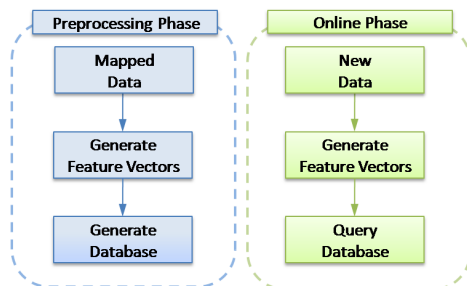 Preprocessing Phase
Mapped
Data
Generate
Feature Vectors
Generate
Database
Online Phase
New
Data
Generate
Feature Vectors
Query
Database